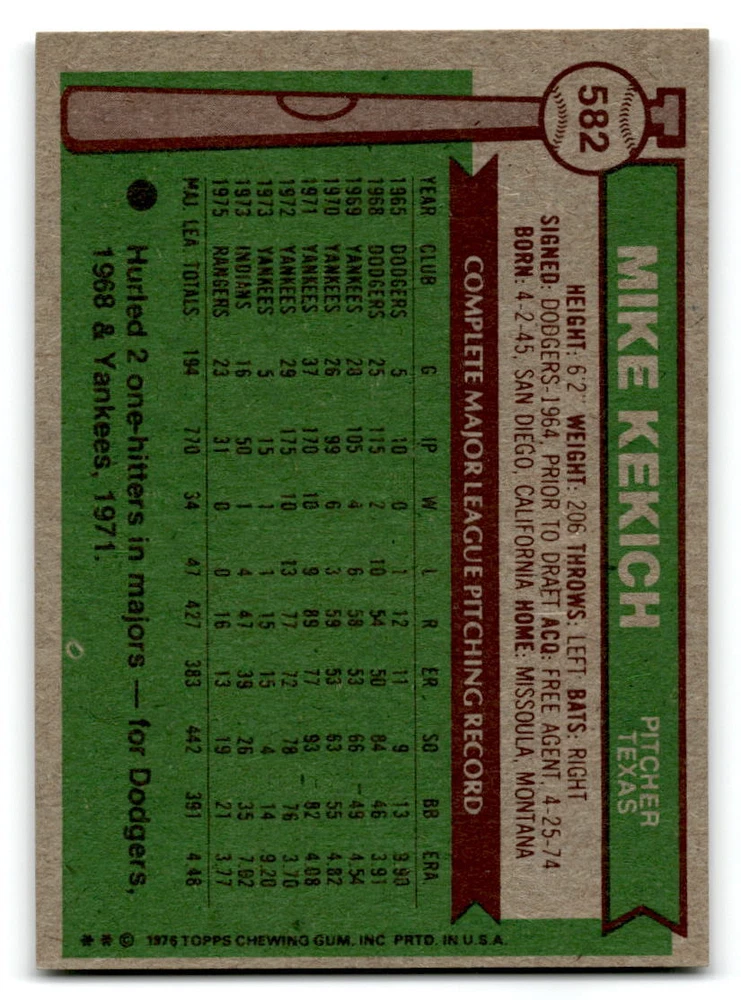 582
MIKE KEKICH
PITCHER
TEXAS
HEIGHT: 6'2" WEIGHT: 206 THROWS: LEFT BATS: RIGHT
SIGNED: DODGERS-1964, PRIOR TO DRAFT ACQ: FREE AGENT, 4-25-74
BORN: 4-2-45, SAN DIEGO, CALIFORNIA HOME: MISSOULA, MONTANA
COMPLETE MAJOR LEAGUE PITCHING RECORD
YEAR CLUB G IP W L R ER SO BB ERA
1965 DODGERS 5 10 0 1 12 11 9 13 9.90
1968 DODGERS 25 115 2 10 54 50 84 46 3.91
1969 YANKEES 28 105 4 6 58 53 66 49 4.54
1970 YANKEES 26 99 6 3 59 53 63 55 4.82
1971 YANKEES 37 170 10 9 89 77 93 82 4.08
1972 YANKEES 29 175 10 13 77 72 78 76 3.70
1973 YANKEES 5 15 1 1 15 15 4 14 9.20
1973 INDIANS 16 50 1 4 47 39 26 35 7.02
1975 RANGERS 23 31 0 0 16 13 19 21 3.77
MAJ LEA TOTALS 194 770 34 47 427 383 442 391 4.48
Hurled 2 one-hitters in majors — for Dodgers,
1968 & Yankees, 1971.
** © 1976 TOPPS CHEWING GUM, INC PRTD. IN U.S.A.